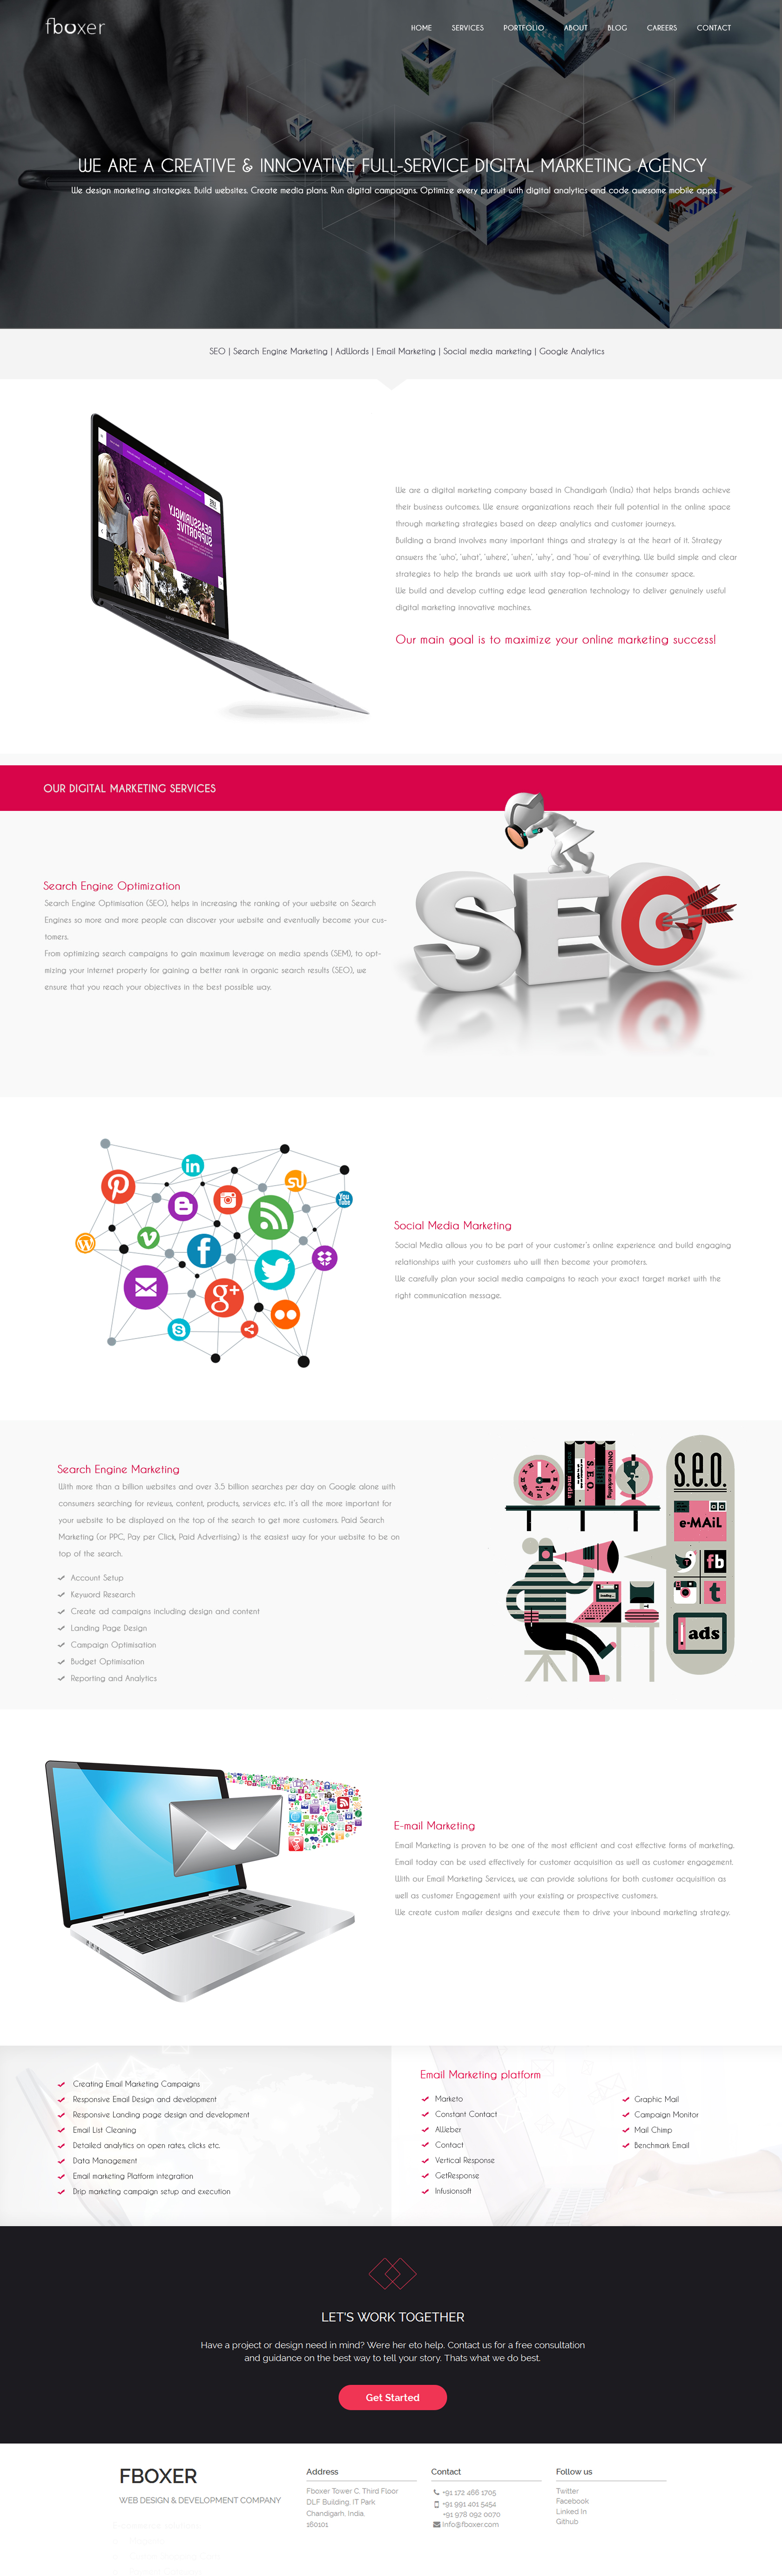 fboxer
HOME SERVICES PORTFOLIO ABOUT BLOG CAREERS CONTACT
WE ARE A CREATIVE & INNOVATIVE FULL-SERVICE DIGITAL MARKETING AGENCY
We design marketing strategies. Build websites. Create media plans. Run digital campaigns. Optimize every pursuit with digital analytics and code awesome mobile apps.
SEO | Search Engine Marketing | AdWords | Email Marketing | Social media marketing | Google Analytics
REASSURINGLY
SUPPORTIVE
We are a digital marketing company based in Chandigarh (India) that helps brands achieve
their business outcomes. We ensure organizations reach their full potential in the online space
through marketing strategies based on deep analytics and customer journeys.
Building a brand involves many important things and strategy is at the heart of it. Strategy
answers the 'who', 'what', 'where', 'when', 'why', and 'how' of everything. We build simple and clear
strategies to help the brands we work with stay top-of-mind in the consumer space.
We build and develop cutting edge lead generation technology to deliver genuinely useful
digital marketing innovative machines.
Our main goal is to maximize your online marketing success!
OUR DIGITAL MARKETING SERVICES
SEO
Search Engine Optimization
Search Engine Optimisation (SEO), helps in increasing the ranking of your website on Search
Engines so more and more people can discover your website and eventually become your cus-
tomers.
From optimizing search campaigns to gain maximum leverage on media spends (SEM), to opt-
mizing your internet property for gaining a better rank in organic search results (SEO), we
ensure that you reach your objectives in the best possible way.
You
Tube
Social Media Marketing
Social Media allows you to be part of your customer's online experience and build engaging
relationships with your customers who will then become your promoters.
We carefully plan your social media campaigns to reach your exact target market with the
right communication message.
Search Engine Marketing
With more than a billion websites and over 3.5 billion searches per day on Google alone with
consumers searching for reviews, content, products, services etc. it's all the more important for
your website to be displayed on the top of the search to get more customers. Paid Search
Marketing (or PPC, Pay per Click, Paid Advertising) is the easiest way for your website to be on
top of the search.
Account Setup
Keyword Research
Create ad campaigns including design and content
Landing Page Design
Campaign Optimisation
Budget Optimisation
Reporting and Analytics
social media
S.E.O
ONLINE marketing
S.E.O.
e-MAiL
fb
t
ads
E-mail Marketing
Email Marketing is proven to be one of the most efficient and cost effective forms of marketing.
Email today can be used effectively for customer acquisition as well as customer engagement.
With our Email Marketing Services, we can provide solutions for both customer acquisition as
well as customer Engagement with your existing or prospective customers.
We create custom mailer designs and execute them to drive your inbound marketing strategy.
Creating Email Marketing Campaigns
Responsive Email Design and development
Responsive Landing page design and development
Email List Cleaning
Detailed analytics on open rates, clicks etc.
Data Management
Email marketing Platform integration
Drip marketing campaign setup and execution
Email Marketing platform
Marketo
Constant Contact
AWeber
Contact
Vertical Response
GetResponse
Infusionsoft
Graphic Mail
Campaign Monitor
Mail Chimp
Benchmark Email
LET'S WORK TOGETHER
Have a project or design need in mind? Were her eto help. Contact us for a free consultation
and guidance on the best way to tell your story. Thats what we do best.
Get Started
FBOXER
WEB DESIGN & DEVELOPMENT COMPANY
Address
Fboxer Tower C, Third Floor
DLF Building, IT Park
Chandigarh, India,
160101
Contact
+91 172 466 1705
+91 991 401 5454
+91 978 092 0070
info@fboxer.com
Follow us
Twitter
Facebook
Linked In
Github